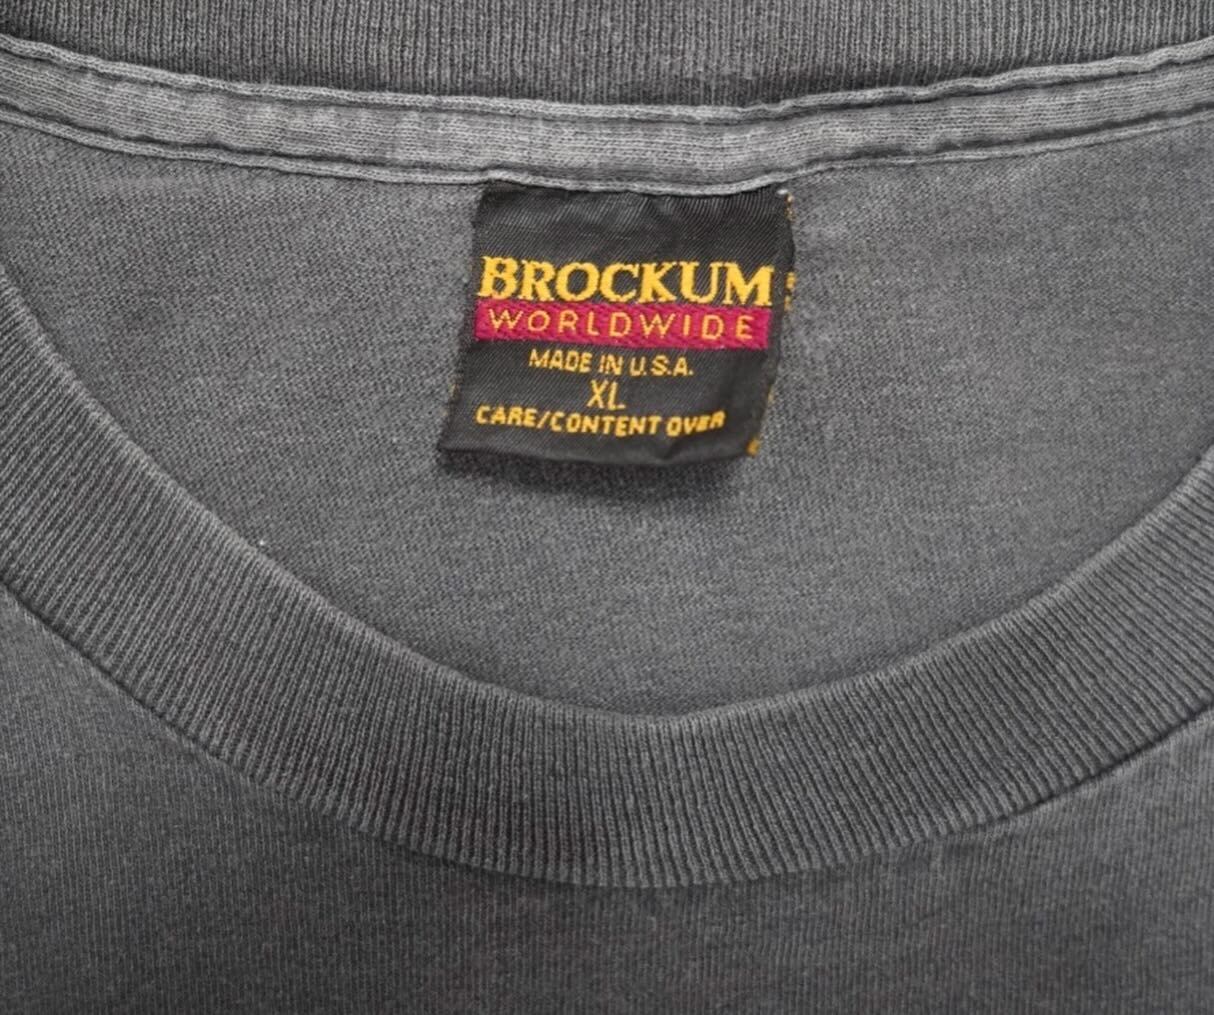 BROCKUM
WORLDWIDE
MADE IN U.S.A.
XL
CARE/CONTENT OVER